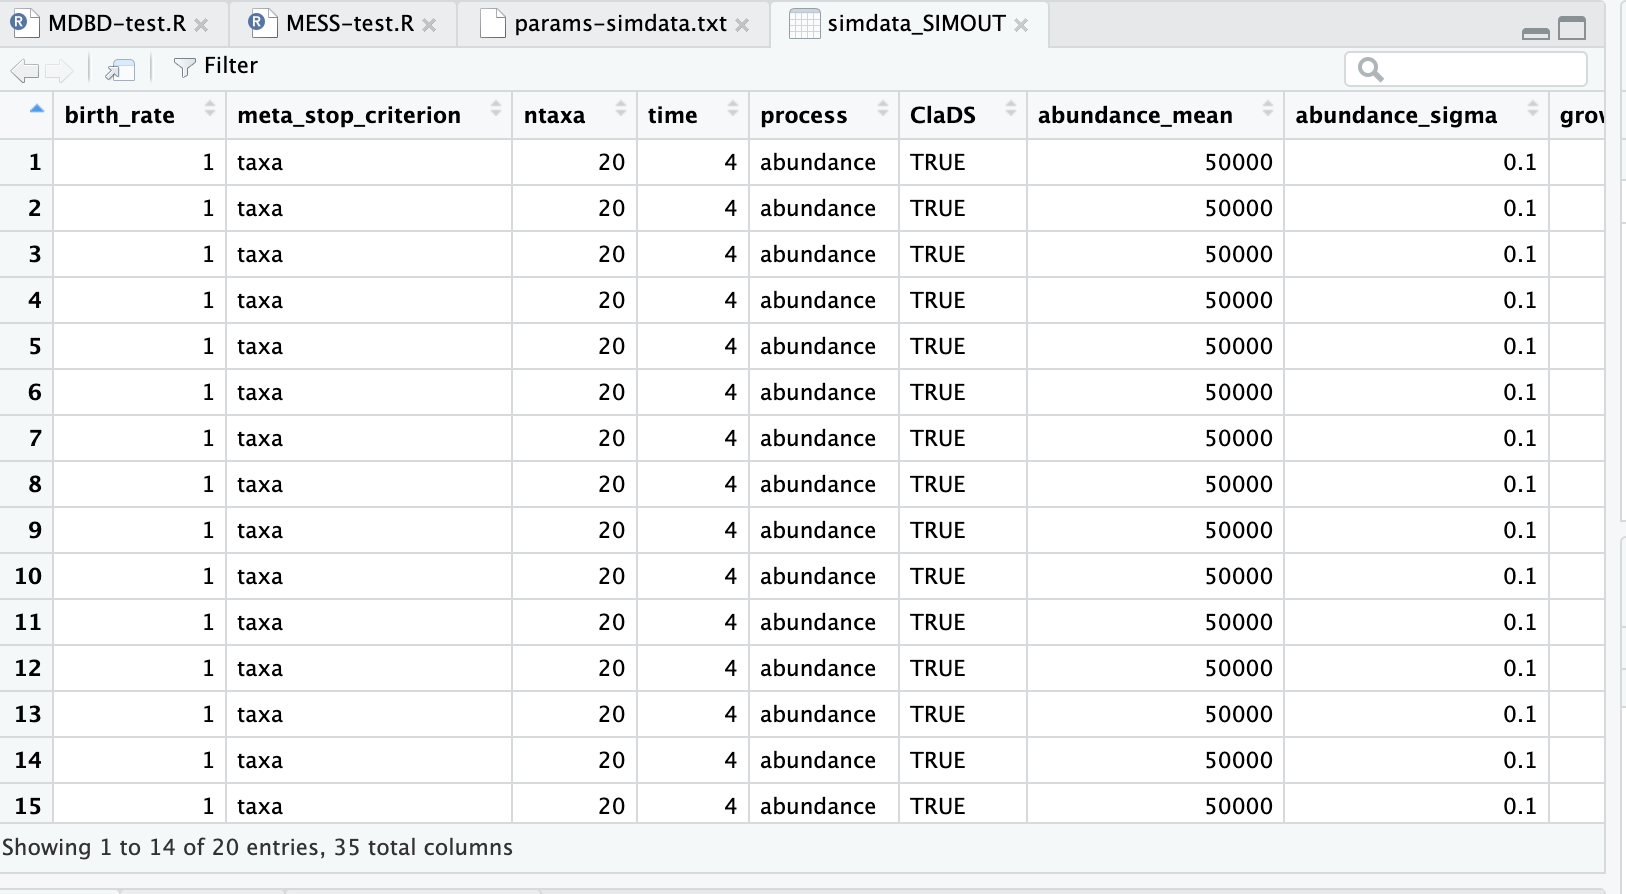 MDBD-test.R MESS-test.R params-simdata.txt simdata_SIMOUT
Filter
birth_rate meta_stop_criterion ntaxa time process ClaDS abundance_mean abundance_sigma
1 1 taxa 20 4 abundance TRUE 50000 0.1
2 1 taxa 20 4 abundance TRUE 50000 0.1
3 1 taxa 20 4 abundance TRUE 50000 0.1
4 1 taxa 20 4 abundance TRUE 50000 0.1
5 1 taxa 20 4 abundance TRUE 50000 0.1
6 1 taxa 20 4 abundance TRUE 50000 0.1
7 1 taxa 20 4 abundance TRUE 50000 0.1
8 1 taxa 20 4 abundance TRUE 50000 0.1
9 1 taxa 20 4 abundance TRUE 50000 0.1
10 1 taxa 20 4 abundance TRUE 50000 0.1
11 1 taxa 20 4 abundance TRUE 50000 0.1
12 1 taxa 20 4 abundance TRUE 50000 0.1
13 1 taxa 20 4 abundance TRUE 50000 0.1
14 1 taxa 20 4 abundance TRUE 50000 0.1
15 1 taxa 20 4 abundance TRUE 50000 0.1
Showing 1 to 14 of 20 entries, 35 total columns